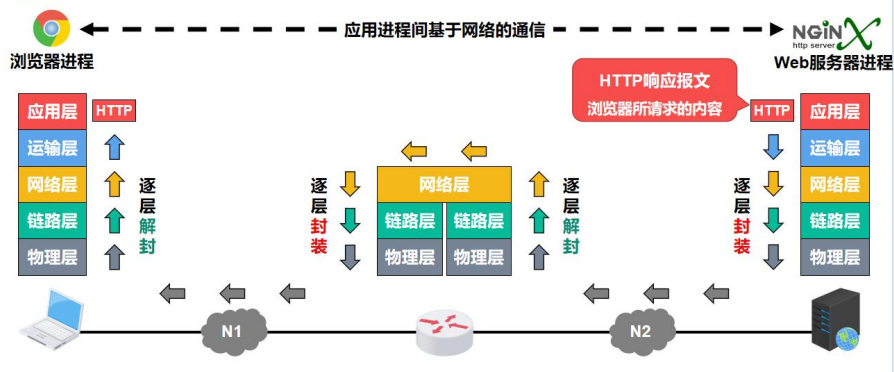 应用进程间基于网络的通信
浏览器进程
NGiNX
http server
Web服务器进程
HTTP响应报文
浏览器所请求的内容
应用层
HTTP
运输层
网络层
链路层
物理层
逐层解封
逐层封装
网络层
链路层
链路层
物理层
物理层
逐层解封
逐层封装
HTTP
应用层
运输层
网络层
链路层
物理层
N1
N2